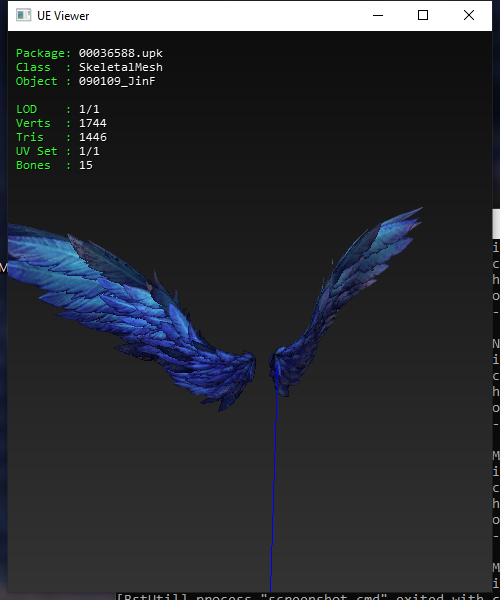 UE Viewer
Package: 00036588.upk
Class : SkeletalMesh
Object : 090109_JinF
LOD : 1/1
Verts : 1744
Tris : 1446
UV Set : 1/1
Bones : 15
M
i
c
h
o
-
N
i
c
h
o
-
M
i
c
h
o
-
M
i
[BstUtil] process "screenshot.cmd" exited with c